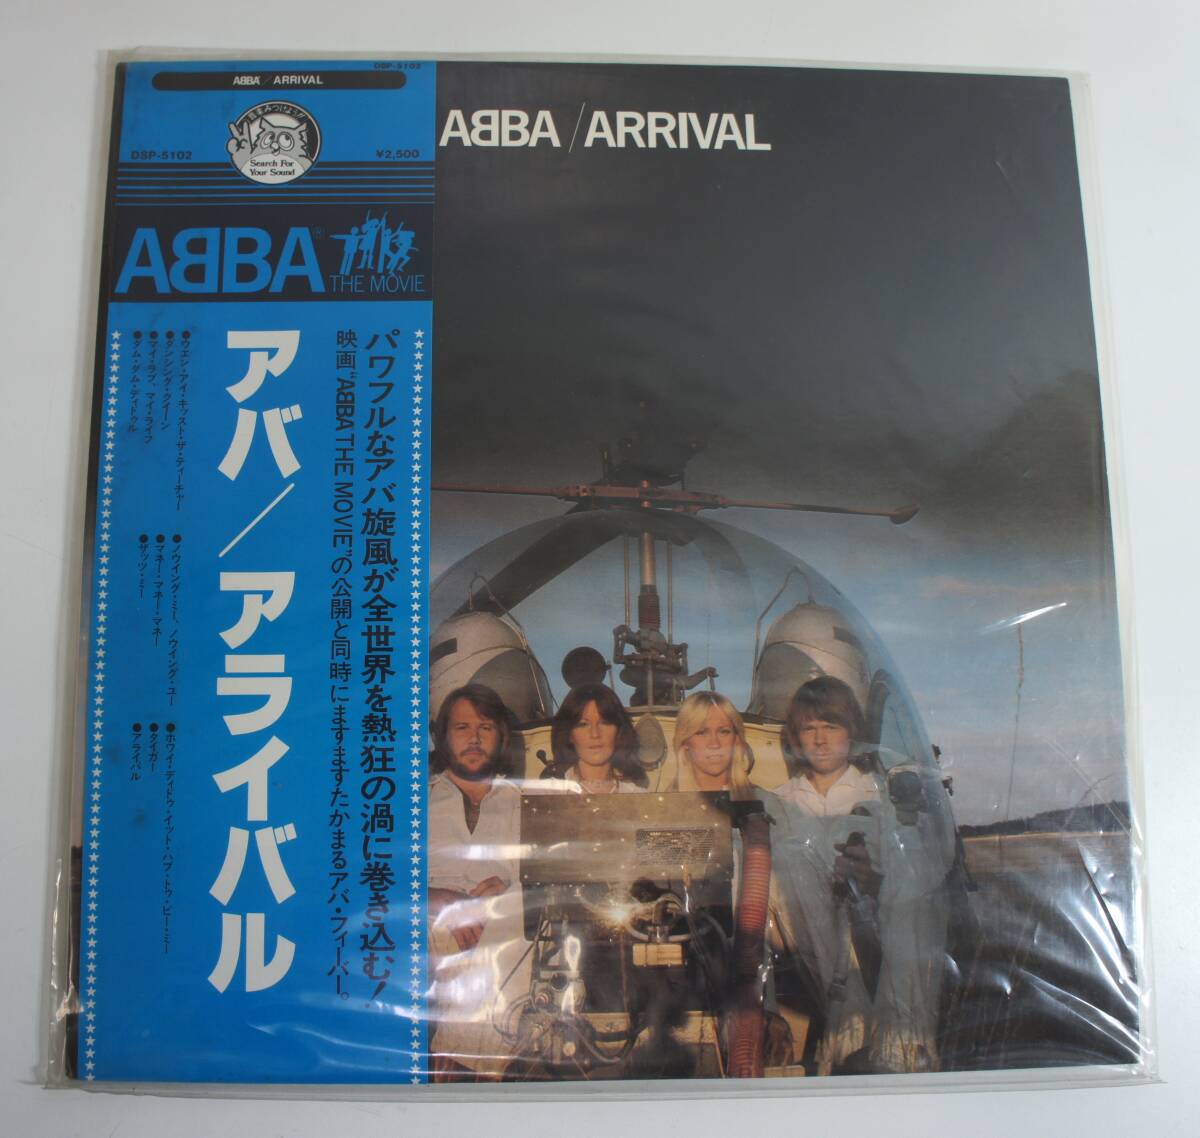 DSP-5102
ABBA/ARRIVAL
音をみつけよう!
Search For
Your Sound
DSP-5102
¥2,500
ABBA®
THE MOVIE
パワフルなアバ旋風が全世界を熱狂の渦に巻き込む!
映画“ABBA THE MOVIE”の公開と同時にますますたかまるアバ・フィーバー。
アバ/アライバル
●ウエン・アイ・キッスト・ザ・ティーチャー
●ダンシング・クイーン
●マイ・ラブ、マイ・ライフ
●ダム・ダム・ディドゥル
●ノウイング・ミー、ノウイング・ユー
●マネー・マネー・マネー
●ザッツ・ミー
●ホワイ・ディドゥ・イット・ハブ・トゥ・ビー・ミー
●タイガー
●アライバル
ABBA/ARRIVAL